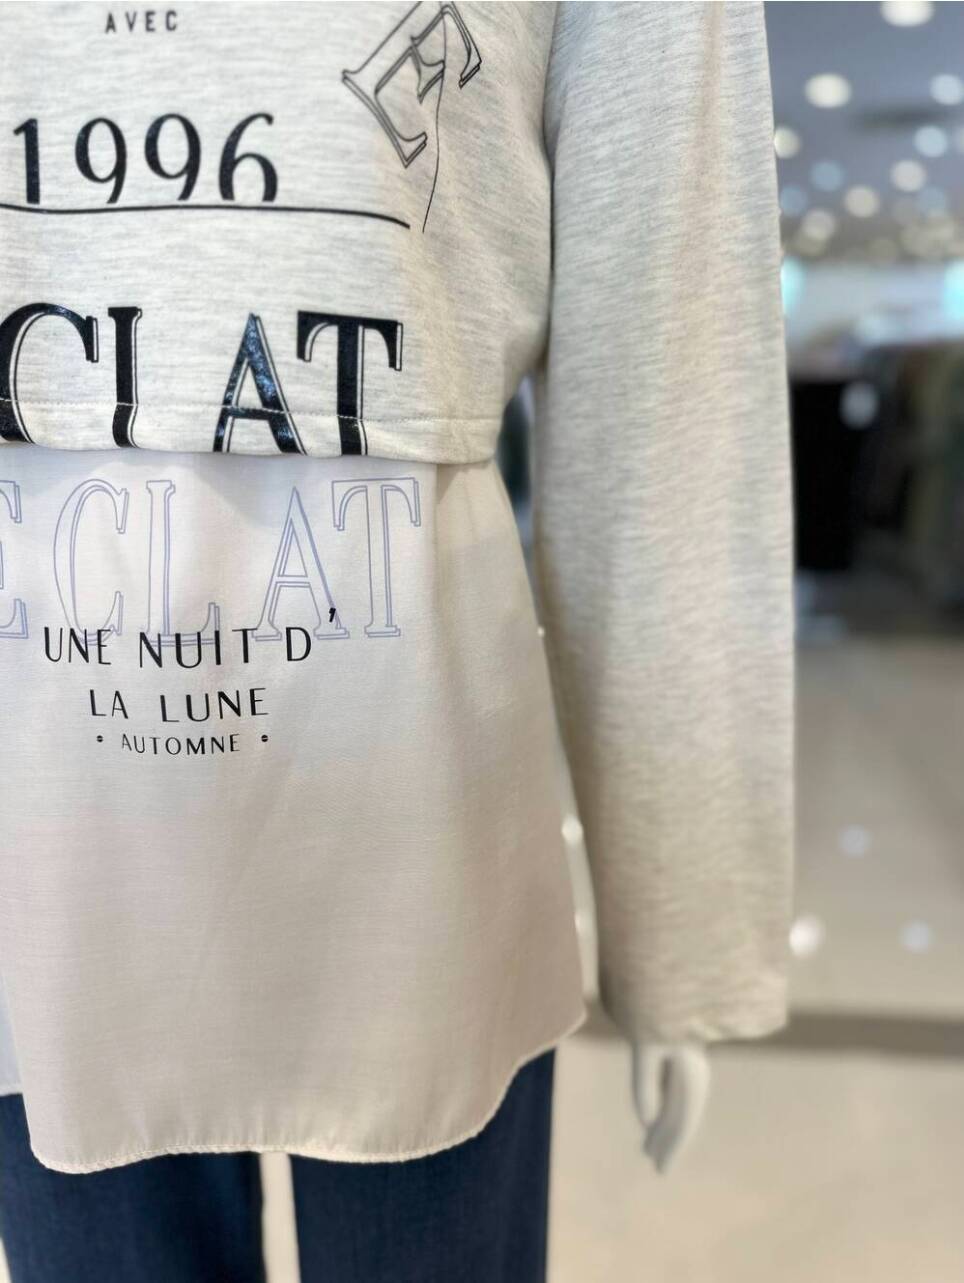 AVEC
E
1996
CLAT
ECLAT
UNE NUIT D'
LA LUNE
• AUTOMNE •